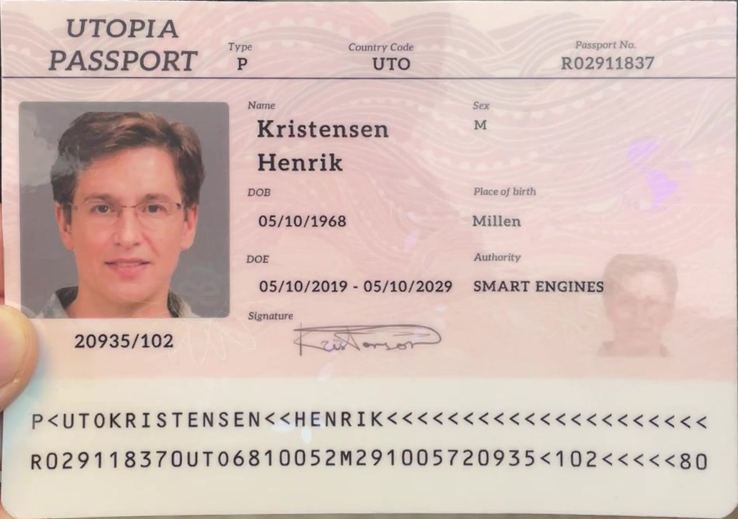 UTOPIA
PASSPORT
Type
P
Country Code
UTO
Passport No.
R02911837
Name
Kristensen
Henrik
Sex
M
DOB
05/10/1968
Place of birth
Millen
DOE
05/10/2019 - 05/10/2029
Authority
SMART ENGINES
Signature
Kristensen
20935/102
P<UTOKRISTENSEN<<HENRIK<<<<<<<<<<<<<<<<<<<<<
R029118370UTO6810052M291005720935<102<<<<<80